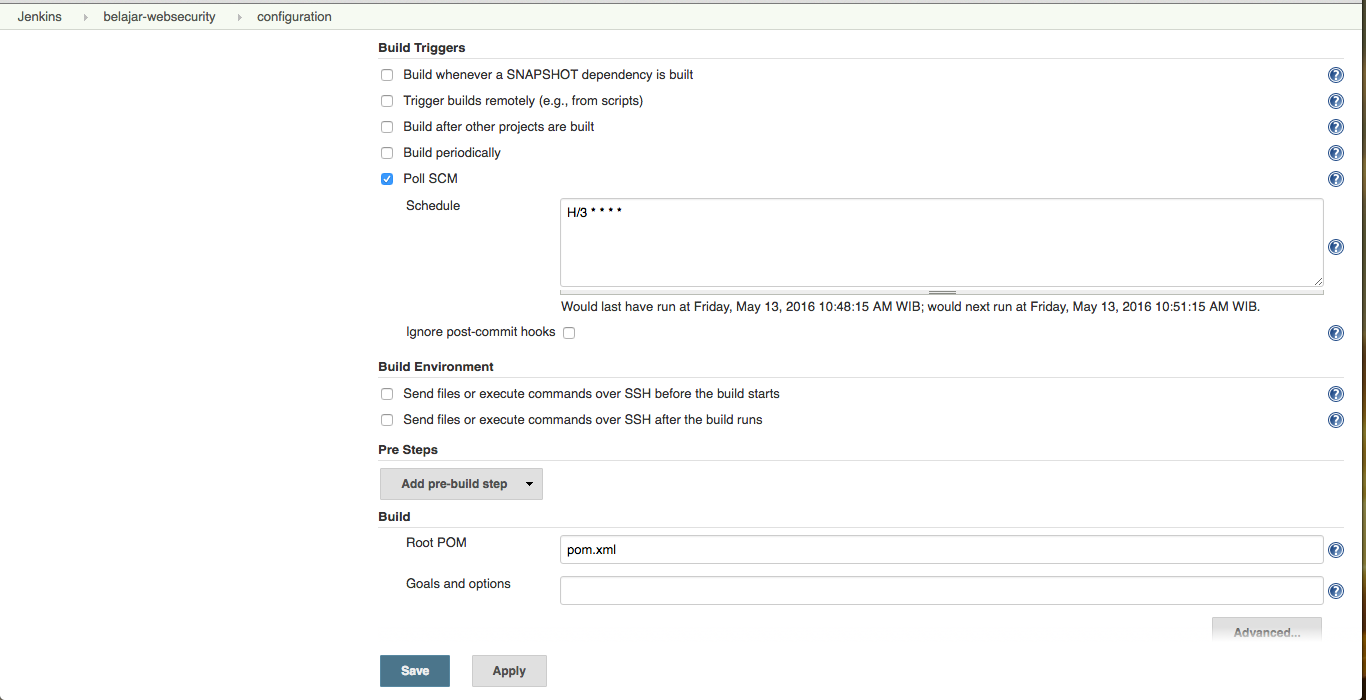 Jenkins belajar-websecurity configuration
Build Triggers
Build whenever a SNAPSHOT dependency is built
Trigger builds remotely (e.g., from scripts)
Build after other projects are built
Build periodically
Poll SCM
Schedule
H/3 * * * *
Would last have run at Friday, May 13, 2016 10:48:15 AM WIB; would next run at Friday, May 13, 2016 10:51:15 AM WIB.
Ignore post-commit hooks
Build Environment
Send files or execute commands over SSH before the build starts
Send files or execute commands over SSH after the build runs
Pre Steps
Add pre-build step
Build
Root POM
pom.xml
Goals and options
Advanced...
Save Apply